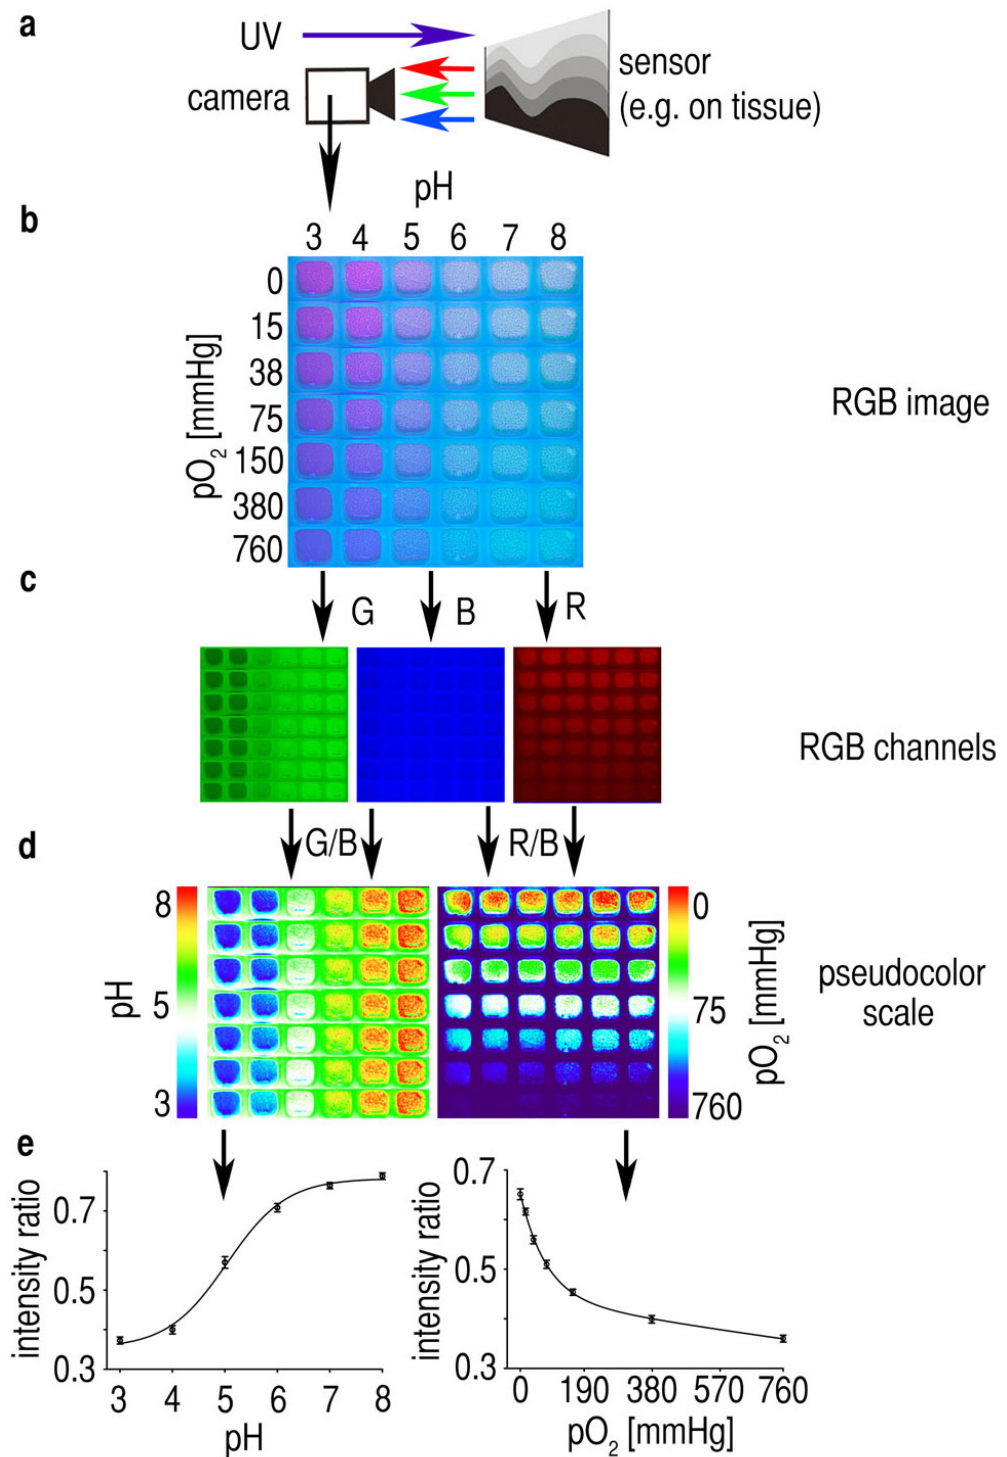 a
UV
camera
sensor
(e.g. on tissue)
pH
b
3 4 5 6 7 8
pO₂ [mmHg]
0
15
38
75
150
380
760
RGB image
c
G
B
R
RGB channels
d
G/B
R/B
8
5
3
pH
0
75
760
pO₂ [mmHg]
pseudocolor
scale
e
intensity ratio
0.7
0.5
0.3
3 4 5 6 7 8
pH
intensity ratio
0.7
0.5
0.3
0 190 380 570 760
pO₂ [mmHg]